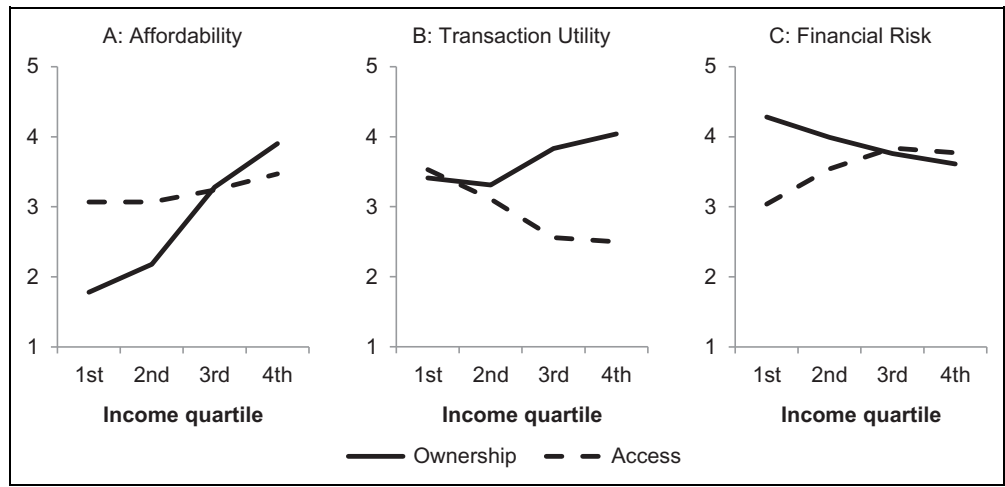 A: Affordability
5
4
3
2
1
1st 2nd 3rd 4th
Income quartile
B: Transaction Utility
5
4
3
2
1
1st 2nd 3rd 4th
Income quartile
C: Financial Risk
5
4
3
2
1
1st 2nd 3rd 4th
Income quartile
Ownership Access